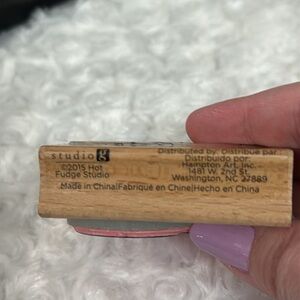 studio g
©2015 Hot
Fudge Studio
Distributed by: Distribué par
Distribuido por:
Hampton Art, Inc.
1481 W. 2nd St.
Washington, NC 27889
Made in China|Fabriqué en Chine|Hecho en China